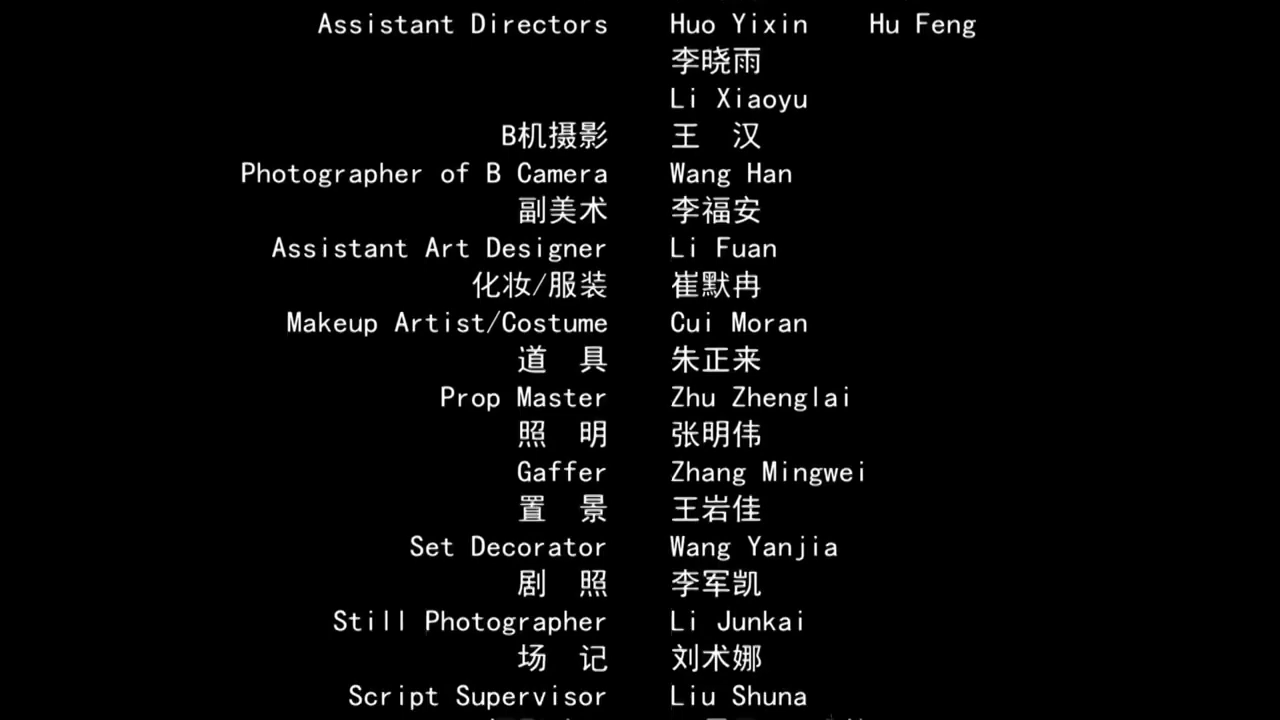 Assistant Directors Huo Yixin Hu Feng
李晓雨
Li Xiaoyu
B机摄影 王 汉
Photographer of B Camera Wang Han
副美术 李福安
Assistant Art Designer Li Fuan
化妆/服装 崔默冉
Makeup Artist/Costume Cui Moran
道 具 朱正来
Prop Master Zhu Zhenglai
照 明 张明伟
Gaffer Zhang Mingwei
置 景 王岩佳
Set Decorator Wang Yanjia
剧 照 李军凯
Still Photographer Li Junkai
场 记 刘术娜
Script Supervisor Liu Shuna